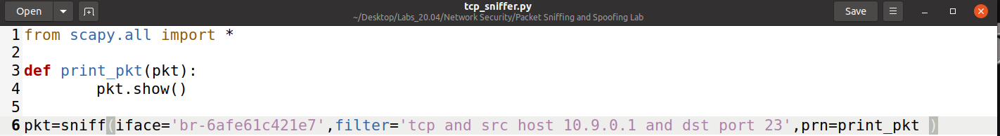 Open
tcp_sniffer.py
~/Desktop/Labs_20.04/Network Security/Packet Sniffing and Spoofing Lab
Save
1 from scapy.all import *
2
3 def print_pkt(pkt):
4         pkt.show()
5
6 pkt=sniff(iface='br-6afe61c421e7',filter='tcp and src host 10.9.0.1 and dst port 23',prn=print_pkt )